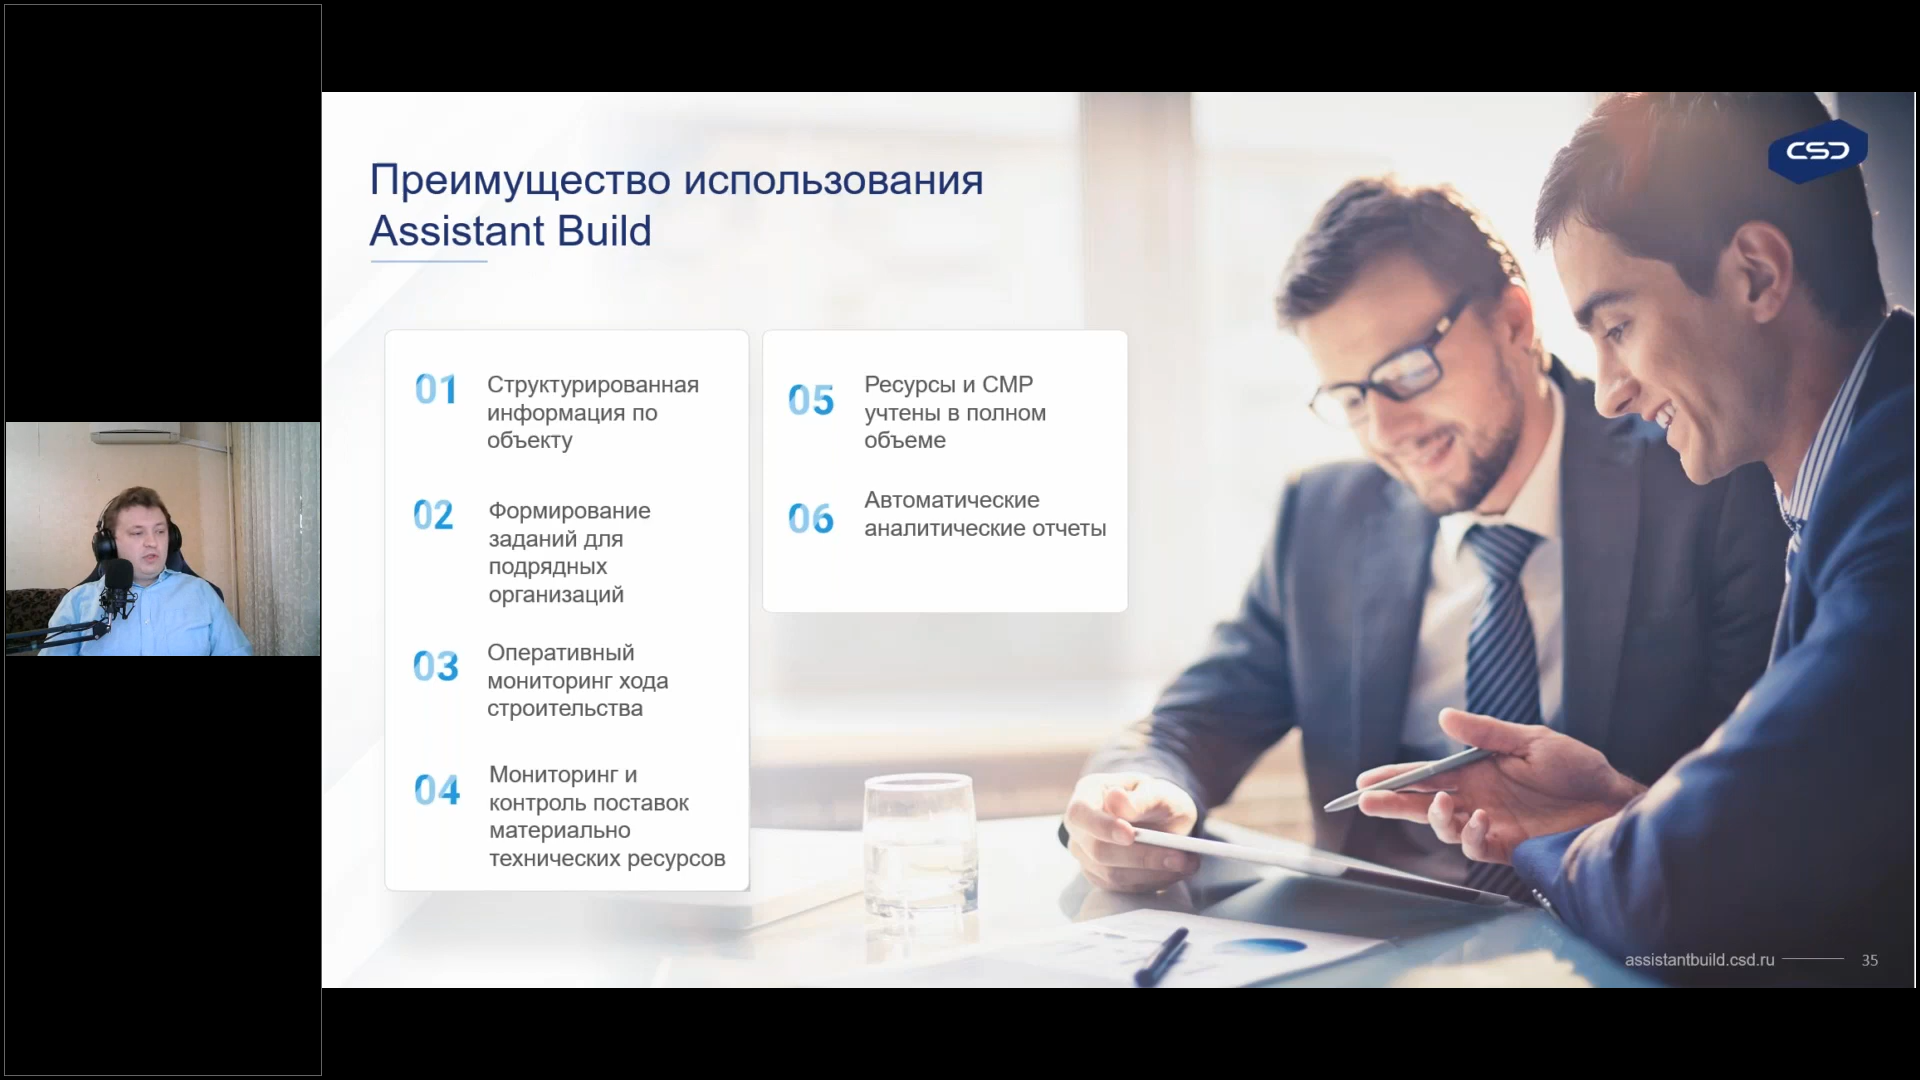 CSD
Преимущество использования
Assistant Build
01
Структурированная
информация по
объекту
02
Формирование
заданий для
подрядных
организаций
03
Оперативный
мониторинг хода
строительства
04
Мониторинг и
контроль поставок
материально
технических ресурсов
05
Ресурсы и СМР
учтены в полном
объеме
06
Автоматические
аналитические отчеты
assistantbuild.csd.ru
35